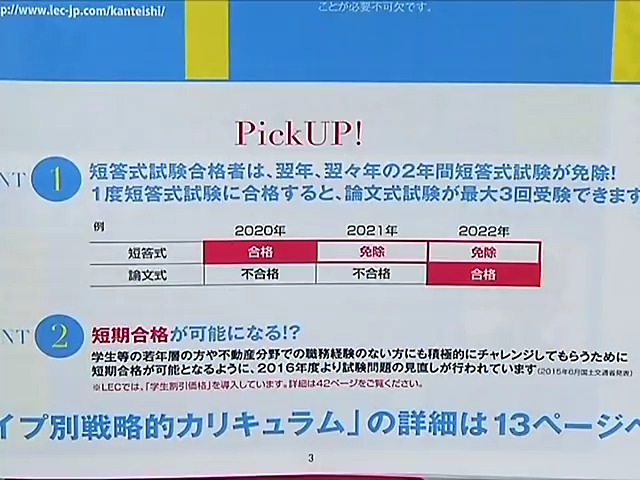 p://www.lec-jp.com/kanteishi/
ことが必要不可欠です。
PickUP!
NT 1 短答式試験合格者は、翌年、翌々年の2年間短答式試験が免除!
1度短答式試験に合格すると、論文式試験が最大3回受験できます
例 2020年 2021年 2022年
短答式 合格 免除 免除
論文式 不合格 不合格 合格
NT 2 短期合格が可能になる!?
学生等の若年層の方や不動産分野での職務経験のない方にも積極的にチャレンジしてもらうために
短期合格が可能となるように、2016年度より試験問題の見直しが行われています(2015年6月国土交通省発表)
※LECでは、「学生割引価格」を導入しています。詳細は42ページをご覧ください。
イプ別戦略的カリキュラム」の詳細は13ページへ
3